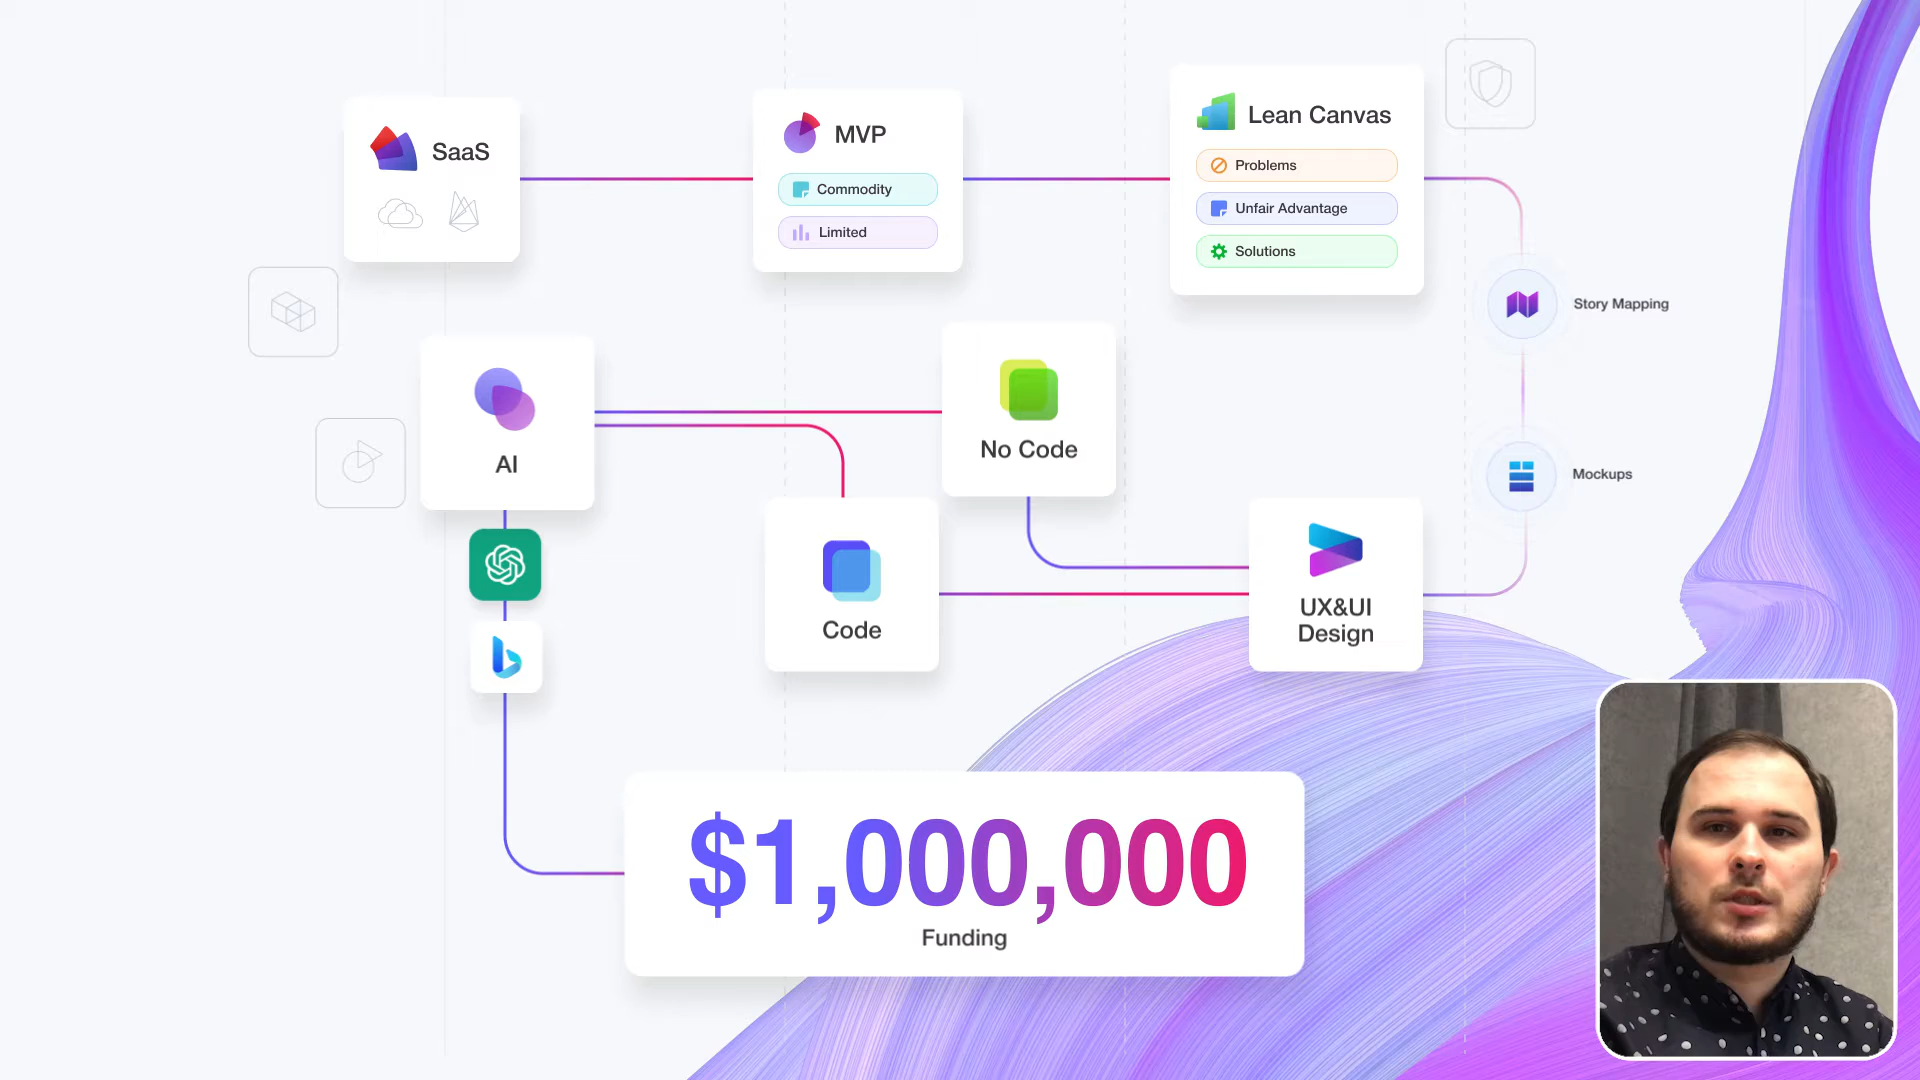 SaaS
MVP
Commodity
Limited
Lean Canvas
Problems
Unfair Advantage
Solutions
Story Mapping
AI
No Code
Mockups
Code
UX&UI
Design
$1,000,000
Funding